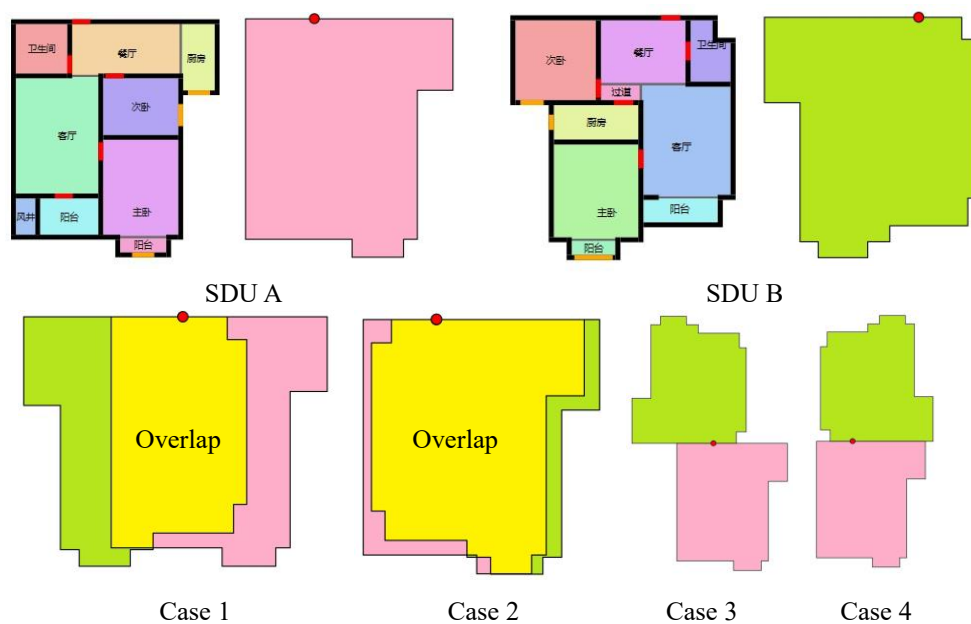 卫生间
餐厅
厨房
次卧
客厅
主卧
风井
阳台
阳台
次卧
餐厅
卫生间
过道
厨房
客厅
主卧
阳台
阳台
SDU A
SDU B
Overlap
Overlap
Case 1
Case 2
Case 3
Case 4